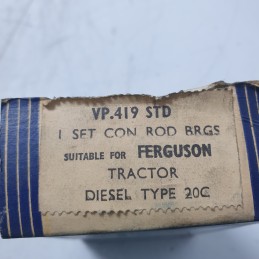 VP.419 STD
1 SET CON ROD BRGS
SUITABLE FOR FERGUSON
TRACTOR
DIESEL TYPE 20C